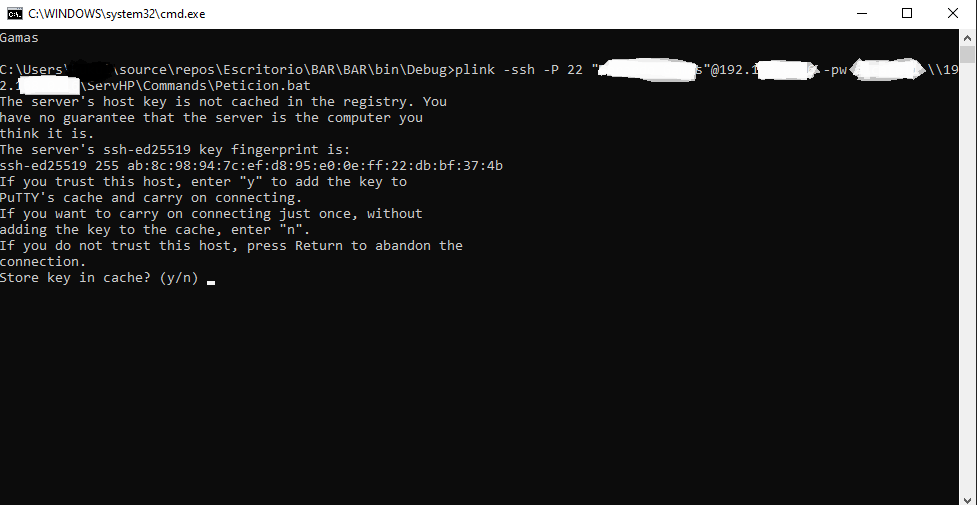 C:\WINDOWS\system32\cmd.exe
Gamas
C:\Users\ \source\repos\Escritorio\BAR\BAR\bin\Debug>plink -ssh -P 22 " s"@192.1 -pw \\19
2.1 \ServHP\Commands\Peticion.bat
The server's host key is not cached in the registry. You
have no guarantee that the server is the computer you
think it is.
The server's ssh-ed25519 key fingerprint is:
ssh-ed25519 255 ab:8c:98:94:7c:ef:d8:95:e0:0e:ff:22:db:bf:37:4b
If you trust this host, enter "y" to add the key to
PuTTY's cache and carry on connecting.
If you want to carry on connecting just once, without
adding the key to the cache, enter "n".
If you do not trust this host, press Return to abandon the
connection.
Store key in cache? (y/n)